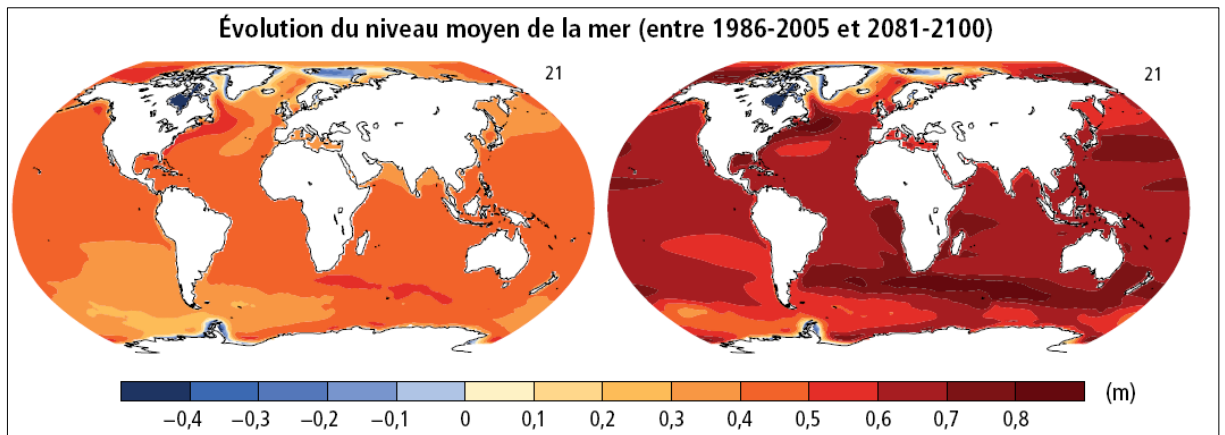 Évolution du niveau moyen de la mer (entre 1986-2005 et 2081-2100)
21
21
(m)
−0,4 −0,3 −0,2 −0,1 0 0,1 0,2 0,3 0,4 0,5 0,6 0,7 0,8